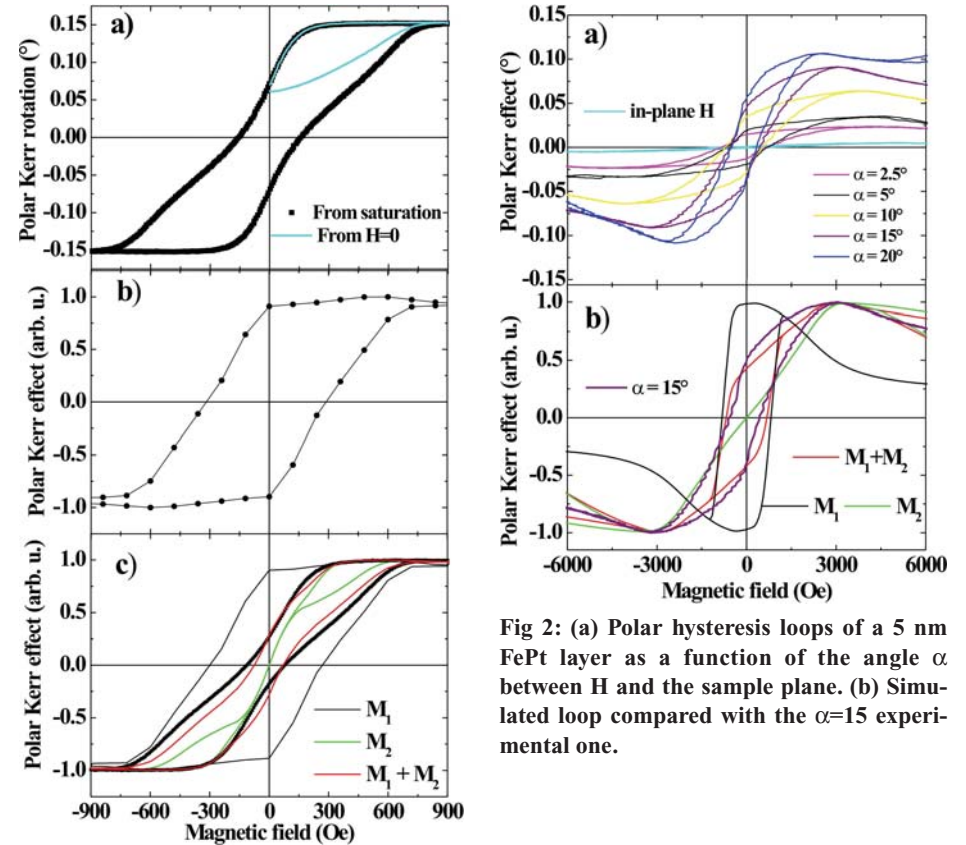 a)
0.15
0.10
0.05
0.00
-0.05
-0.10
-0.15
Polar Kerr rotation (°)
From saturation
From H=0
b)
1.0
0.5
0.0
-0.5
-1.0
Polar Kerr effect (arb. u.)
c)
1.0
0.5
0.0
-0.5
-1.0
Polar Kerr effect (arb. u.)
M1
M2
M1 + M2
-900 -600 -300 0 300 600 900
Magnetic field (Oe)
-6000 -3000 0 3000 6000
a)
0.15
0.10
0.05
0.00
-0.05
-0.10
0.15
Polar Kerr effect (°)
in-plane H
α = 2.5°
α = 5°
α = 10°
α = 15°
α = 20°
b)
1.0
0.5
0.0
-0.5
-1.0
Polar Kerr effect (arb. u.)
α = 15°
M1+M2
M1 M2
-6000 -3000 0 3000 6000
Magnetic field (Oe)
Fig 2: (a) Polar hysteresis loops of a 5 nm
FePt layer as a function of the angle α
between H and the sample plane. (b) Simu-
lated loop compared with the α=15 experi-
mental one.